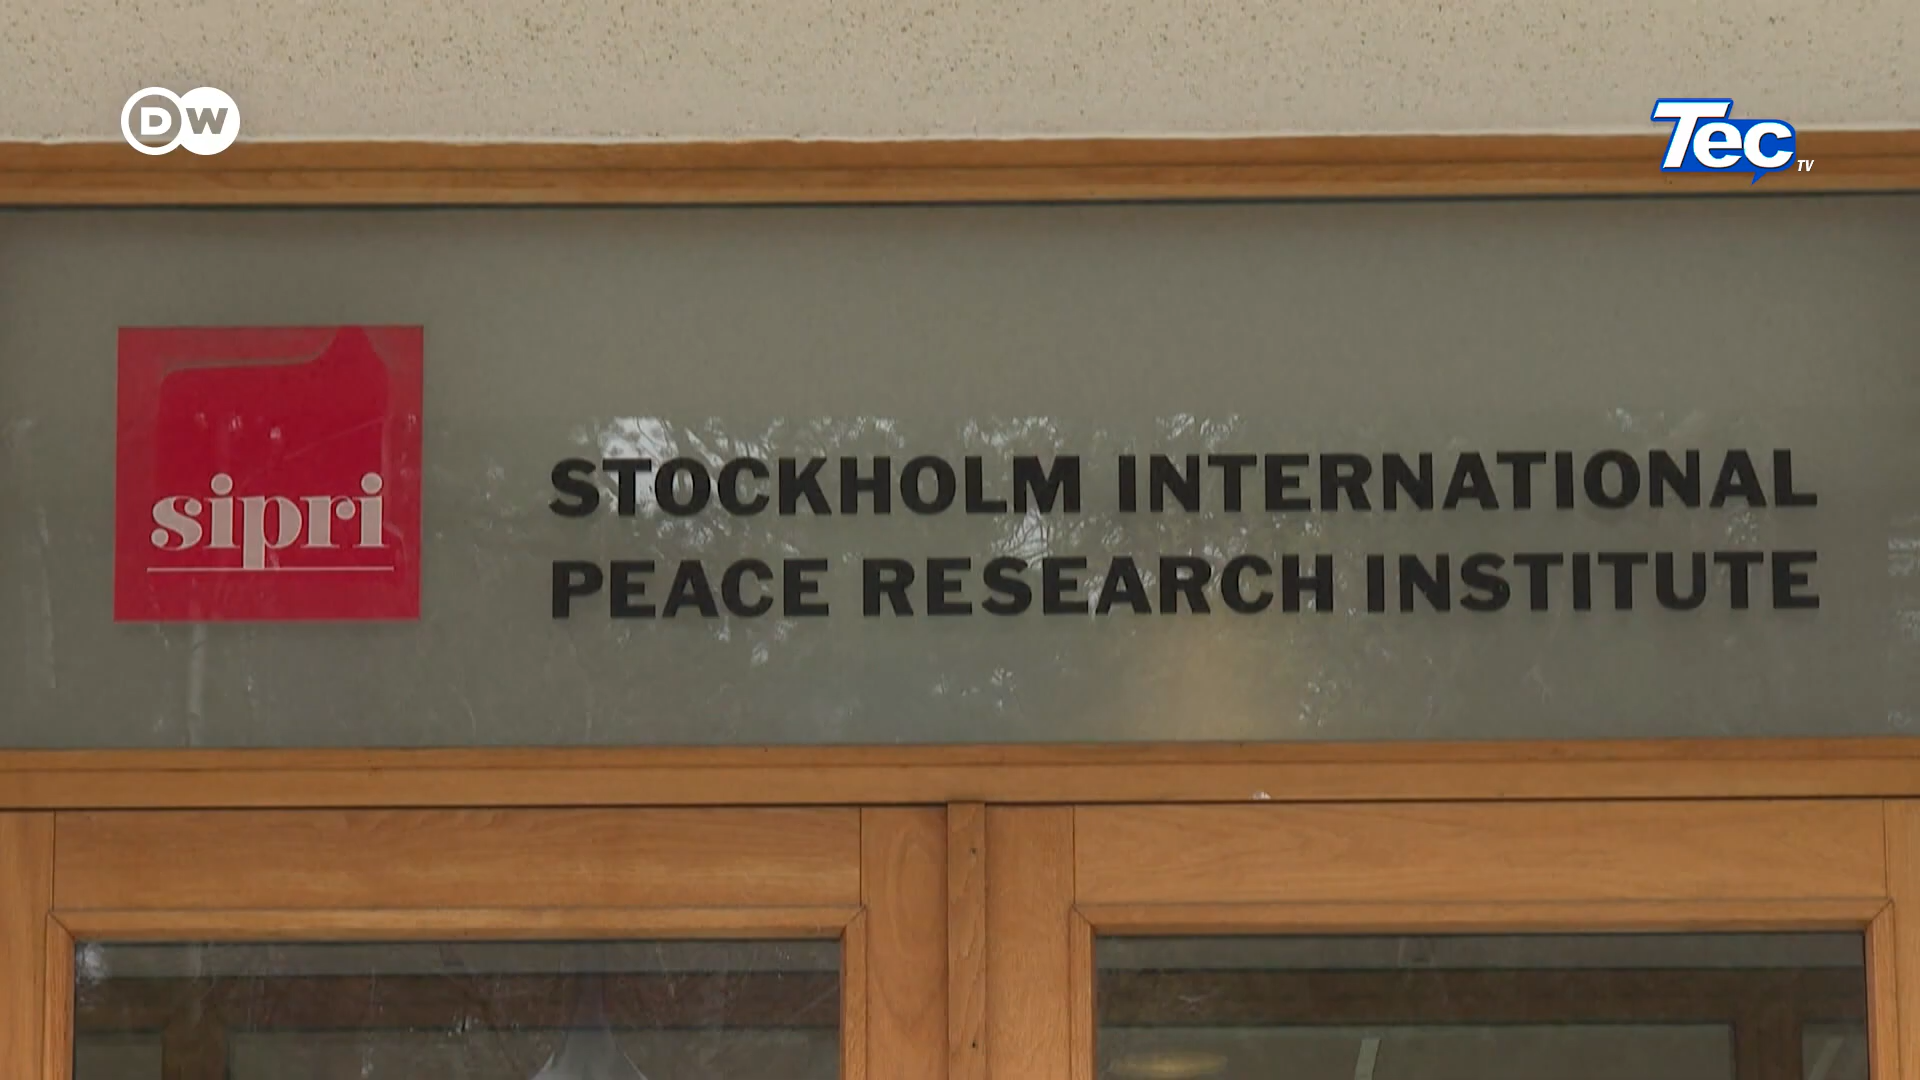 DW
Tec TV
sipri
STOCKHOLM INTERNATIONAL
PEACE RESEARCH INSTITUTE